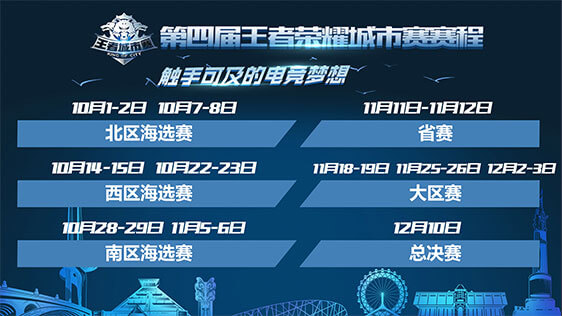 王者城市赛
KING OF CITY
第四届王者荣耀城市赛赛程
触手可及的电竞梦想
10月1-2日 10月7-8日
北区海选赛
11月11日-11月12日
省赛
10月14-15日 10月22-23日
西区海选赛
11月18-19日 11月25-26日 12月2-3日
大区赛
10月28-29日 11月5-6日
南区海选赛
12月10日
总决赛